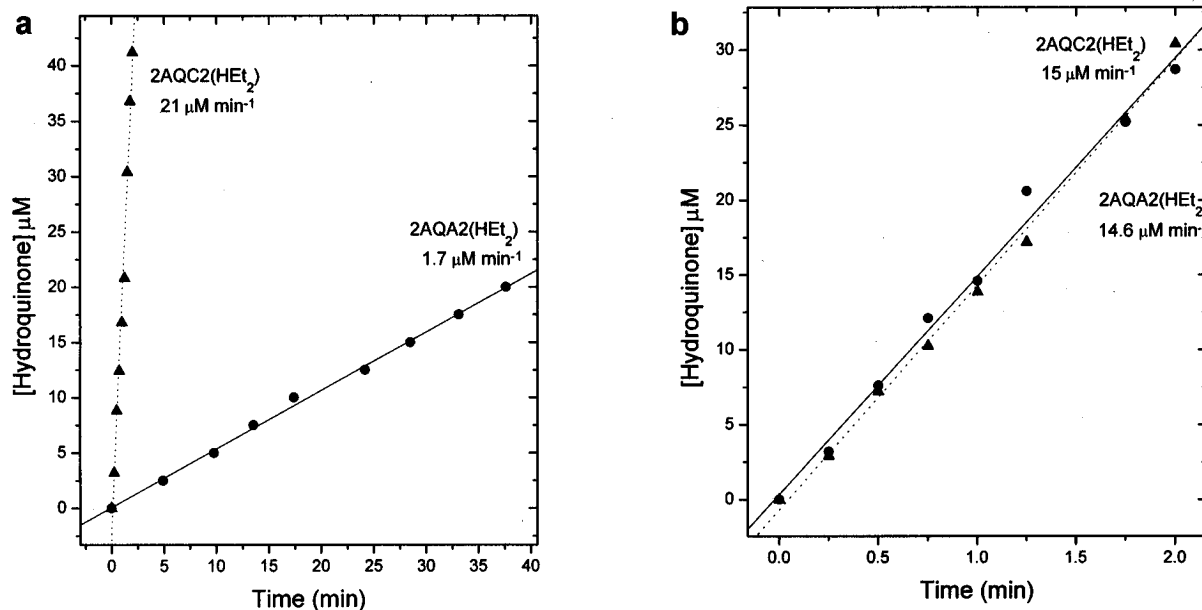 a
[Hydroquinone] μM
40
35
30
25
20
15
10
5
0
2AQC2(HEt₂)
21 μM min⁻¹
2AQA2(HEt₂)
1.7 μM min⁻¹
0 5 10 15 20 25 30 35 40
Time (min)
b
[Hydroquinone] μM
30
25
20
15
10
5
0
2AQC2(HEt₂)
15 μM min⁻¹
2AQA2(HEt₂
14.6 μM min⁻
0.0 0.5 1.0 1.5 2.0
Time (min)